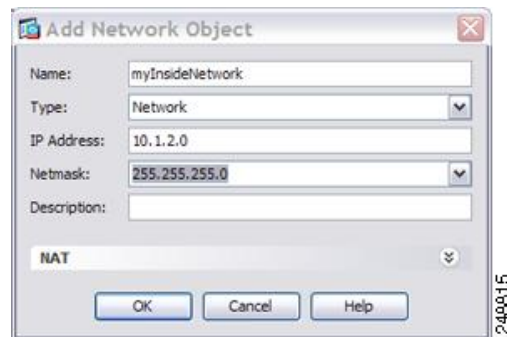 Add Network Object
Name: myInsideNetwork
Type: Network
IP Address: 10.1.2.0
Netmask: 255.255.255.0
Description:
NAT
OK Cancel Help
248815